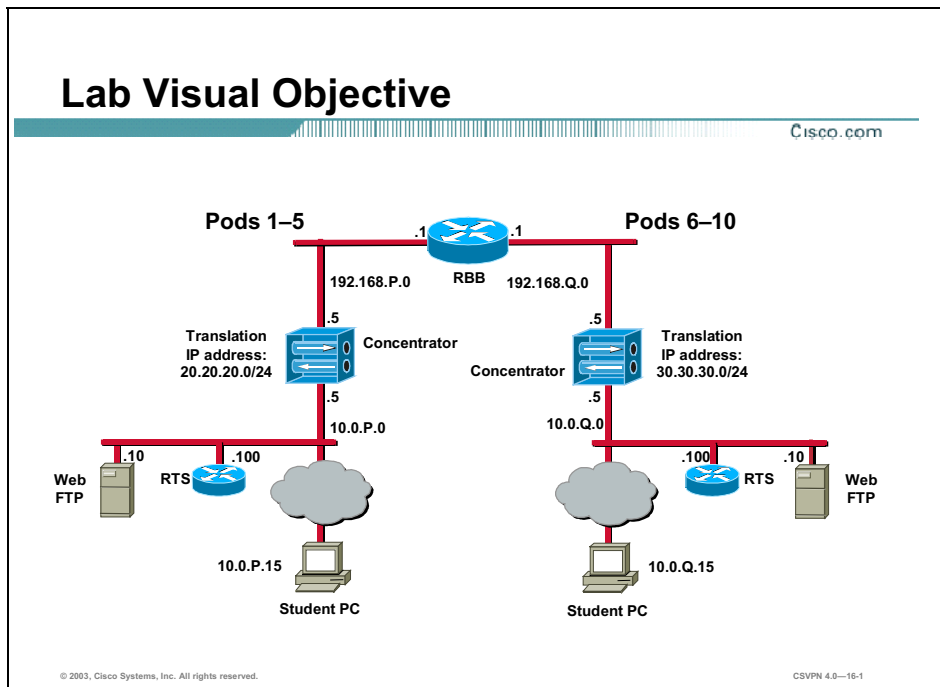 Lab Visual Objective
Cisco.com
Pods 1–5
Pods 6–10
.1
.1
RBB
192.168.P.0
192.168.Q.0
.5
.5
Translation
IP address:
20.20.20.0/24
Concentrator
Concentrator
Translation
IP address:
30.30.30.0/24
.5
.5
10.0.P.0
10.0.Q.0
.10
.100
.100
.10
Web
FTP
RTS
RTS
Web
FTP
10.0.P.15
10.0.Q.15
Student PC
Student PC
© 2003, Cisco Systems, Inc. All rights reserved.
CSVPN 4.0—16-1